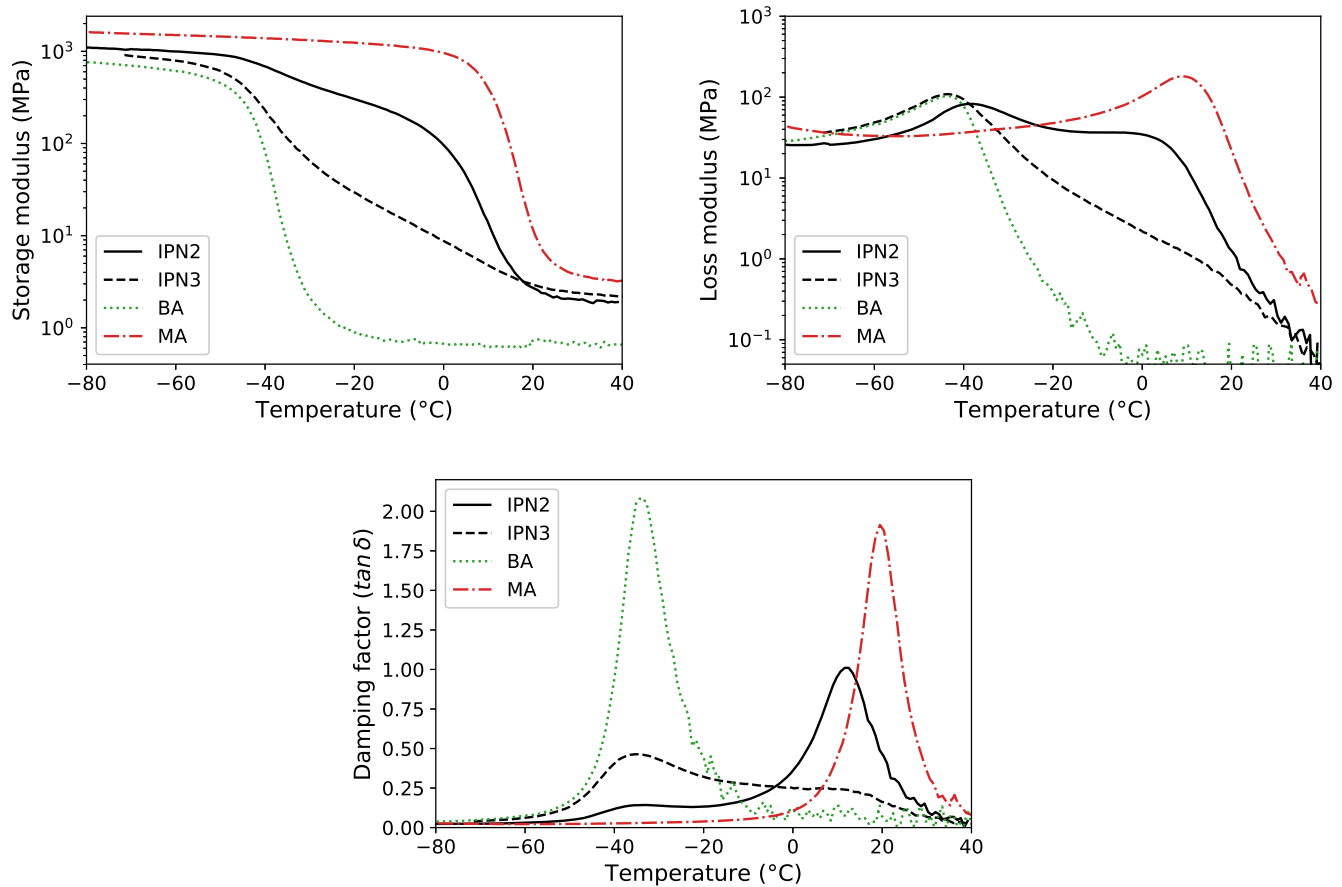 Storage modulus (MPa)
10³
10²
10¹
10⁰
IPN2
IPN3
BA
MA
−80 −60 −40 −20 0 20 40
Temperature (°C)
Loss modulus (MPa)
10³
10²
10¹
10⁰
10⁻¹
IPN2
IPN3
BA
MA
−80 −60 −40 −20 0 20 40
Temperature (°C)
Damping factor (tan δ)
2.00
1.75
1.50
1.25
1.00
0.75
0.50
0.25
0.00
IPN2
IPN3
BA
MA
−80 −60 −40 −20 0 20 40
Temperature (°C)